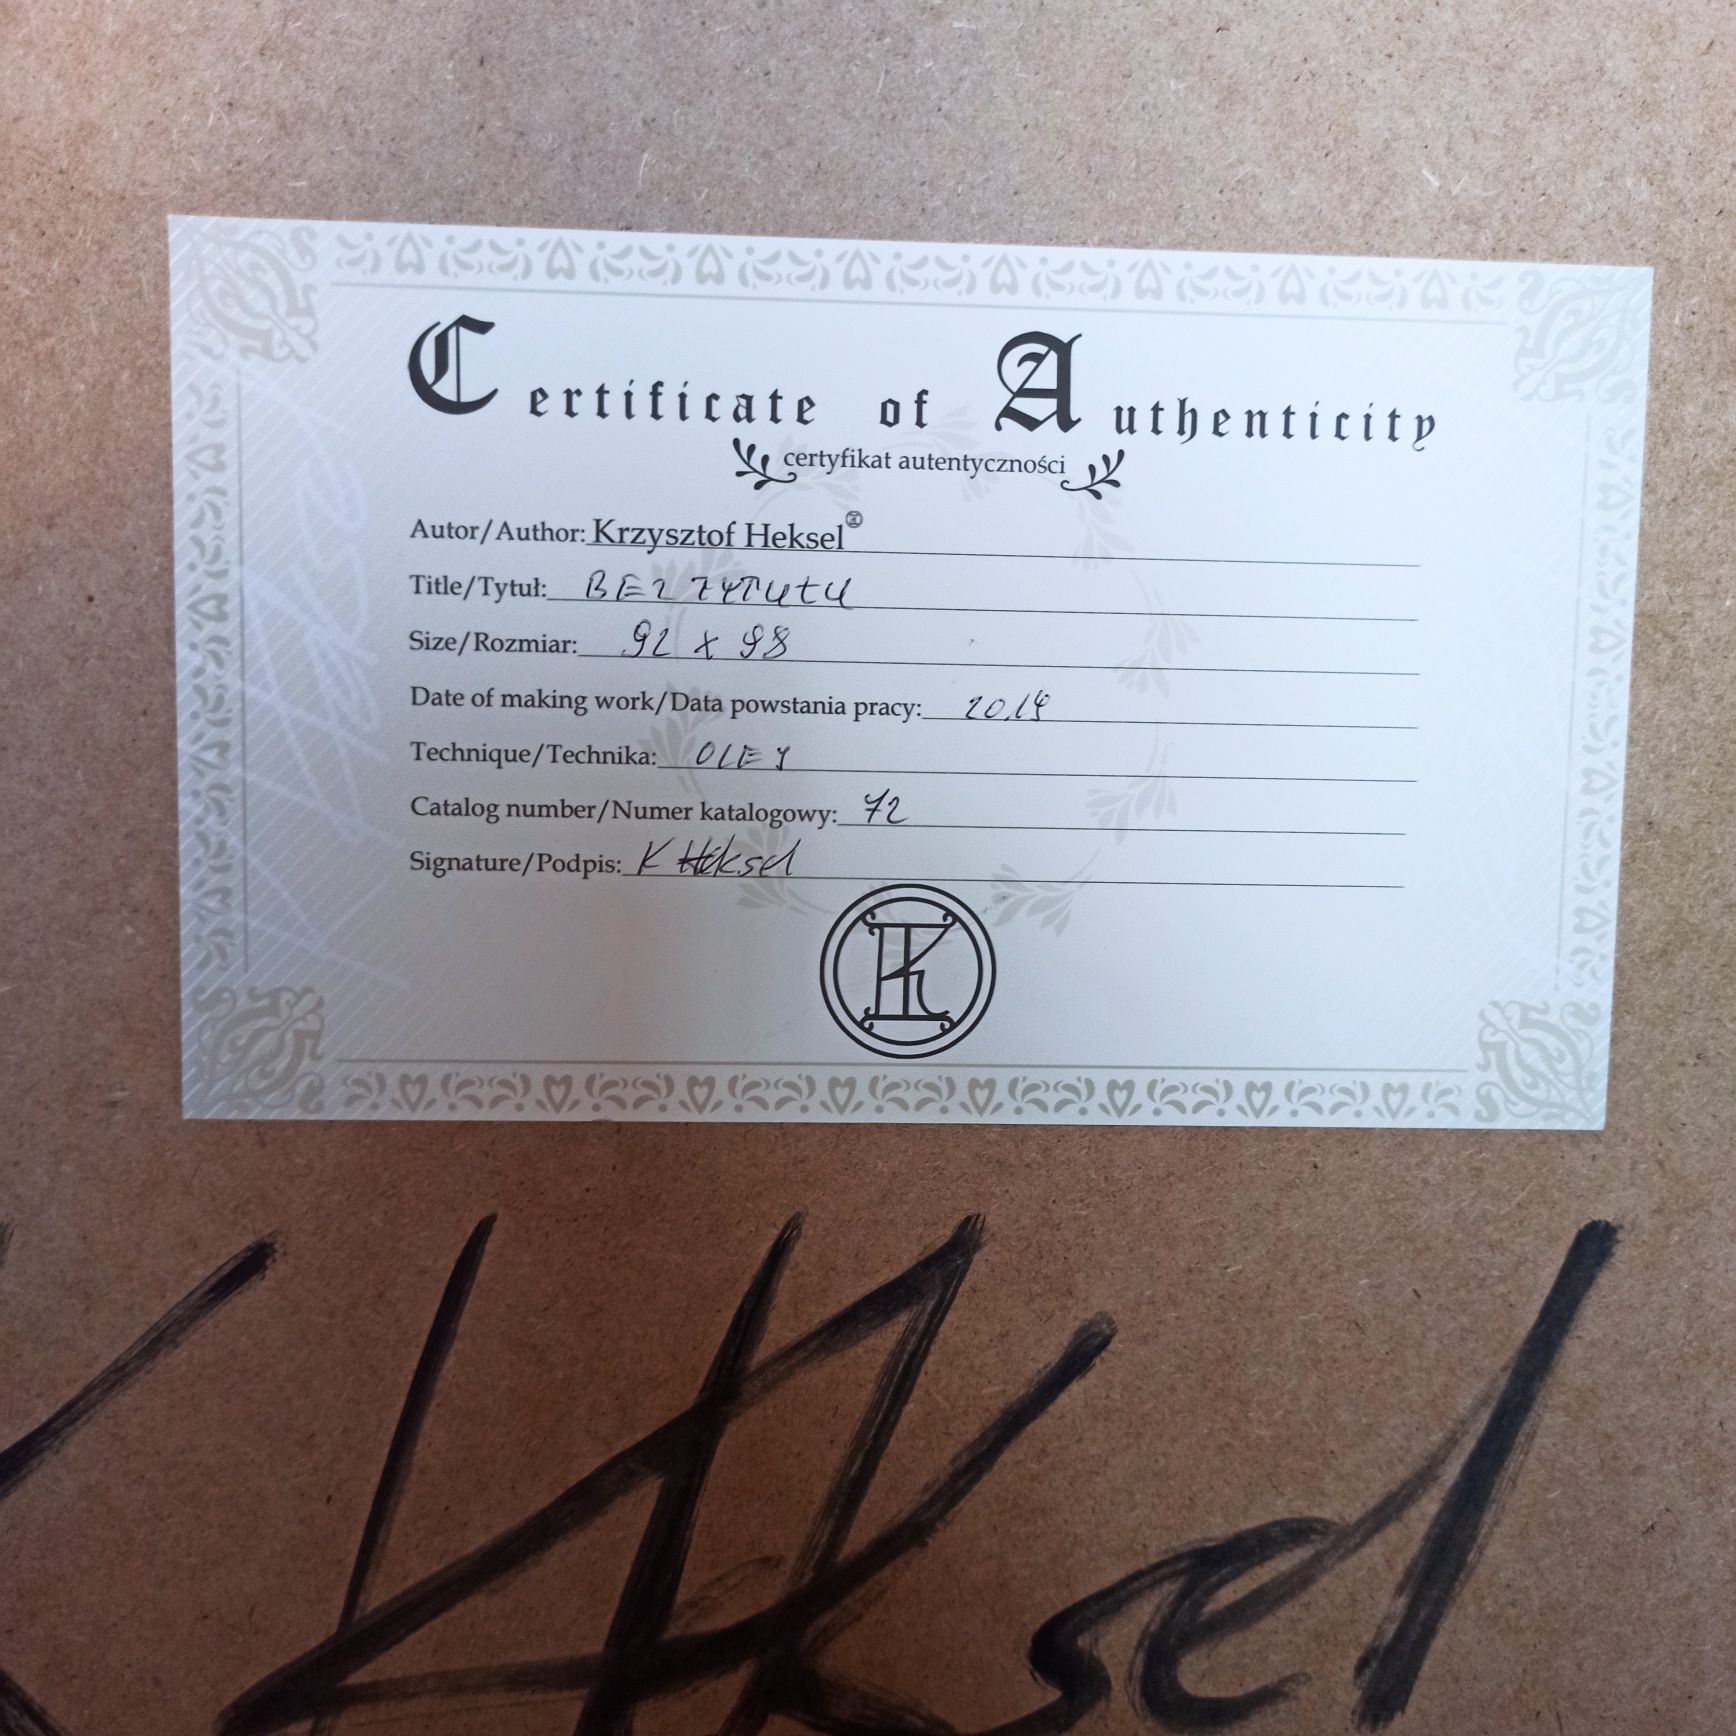 Certificate of Authenticity
certyfikat autentyczności
Autor/Author: Krzysztof Heksel
Title/Tytuł: BEZ TYTUŁU
Size/Rozmiar: 92 x 98
Date of making work/Data powstania pracy: 2014
Technique/Technika: OLEJ
Catalog number/Numer katalogowy: 72
Signature/Podpis: K Heksel
K Heksel